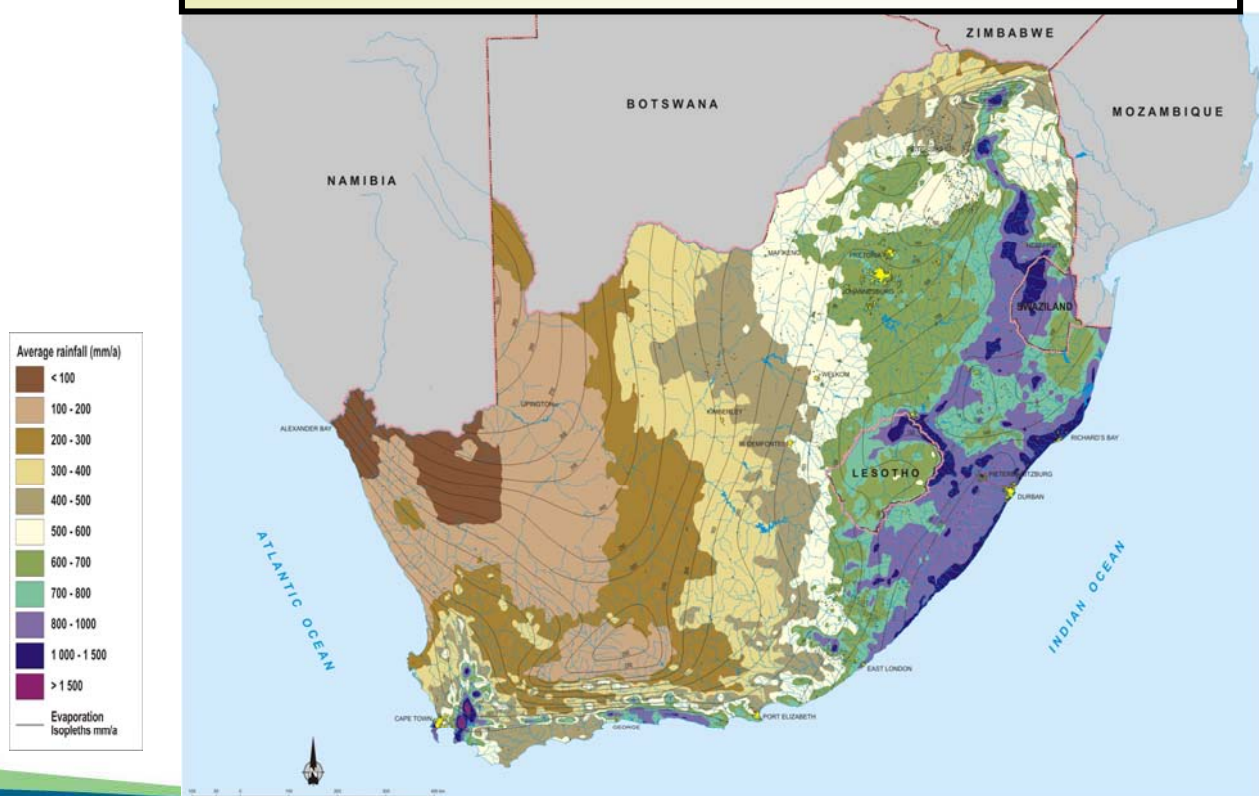 ZIMBABWE
BOTSWANA
MOZAMBIQUE
NAMIBIA
MAFIKENG
PRETORIA
JOHANNESBURG
SWAZILAND
WELKOM
UPINGTON
KIMBERLEY
ALEXANDER BAY
BLOEMFONTEIN
RICHARD'S BAY
LESOTHO
PIETERMARITZBURG
DURBAN
ATLANTIC OCEAN
INDIAN OCEAN
EAST LONDON
CAPE TOWN
GEORGE
PORT ELIZABETH
N
Average rainfall (mm/a)
< 100
100 - 200
200 - 300
300 - 400
400 - 500
500 - 600
600 - 700
700 - 800
800 - 1000
1 000 - 1 500
> 1 500
Evaporation
Isopleths mm/a